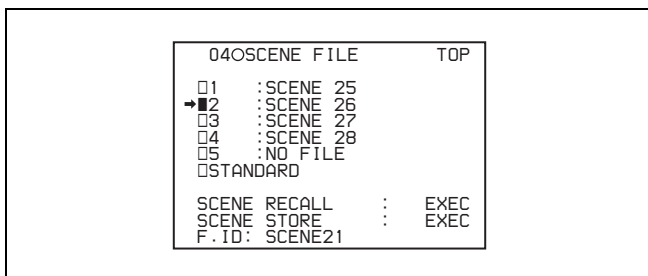 04○SCENE FILE TOP
□1 :SCENE 25
➔■2 :SCENE 26
□3 :SCENE 27
□4 :SCENE 28
□5 :NO FILE
□STANDARD
SCENE RECALL : EXEC
SCENE STORE : EXEC
F.ID: SCENE21